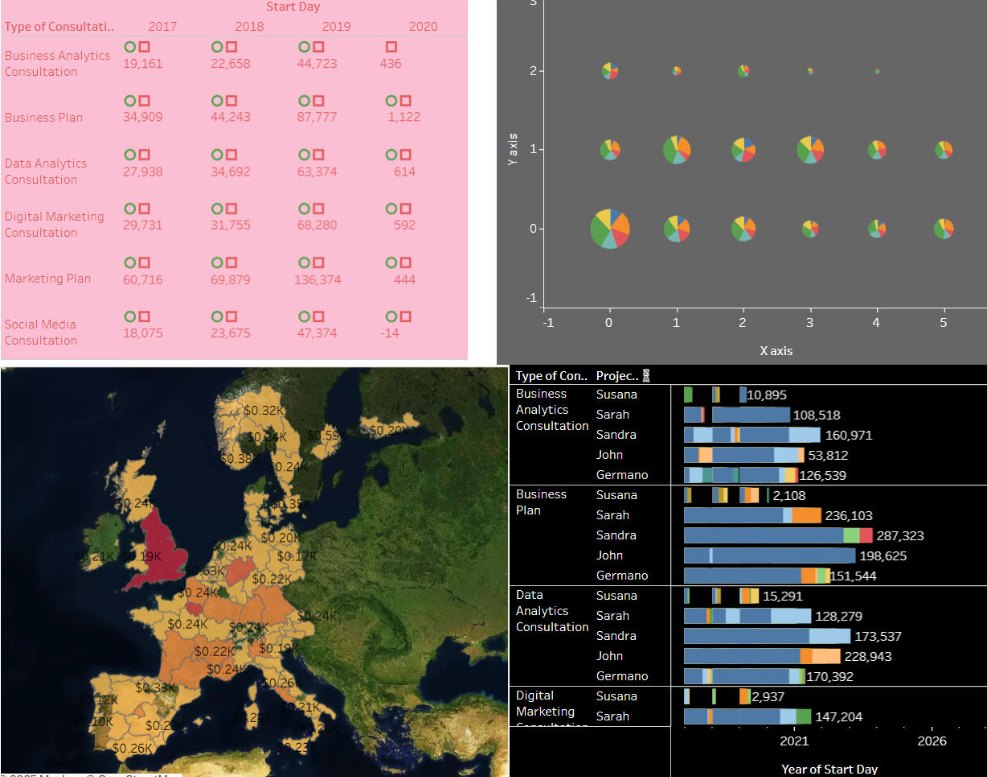 Start Day
Type of Consultati.. 2017 2018 2019 2020
Business Analytics
Consultation
19,161 22,658 44,723 436
Business Plan
34,909 44,243 87,777 1,122
Data Analytics
Consultation
27,938 34,692 63,374 614
Digital Marketing
Consultation
29,731 31,755 68,280 592
Marketing Plan
60,716 69,879 136,374 444
Social Media
Consultation
18,075 23,675 47,374 -14
2
1
0
-1
Y axis
-1 0 1 2 3 4 5
X axis
$0.32K
$0.20K
$0.38K
$0.24K
$0.20K
$0.24K
$0.17K
$0.21K
$0.19K
$0.22K
$0.24K
$0.24K
$0.24K
$0.22K
$0.24K
$0.33K
$0.26K
Type of Con.. Projec..
Business
Analytics
Consultation
Susana 10,895
Sarah 108,518
Sandra 160,971
John 53,812
Germano 126,539
Business
Plan
Susana 2,108
Sarah 236,103
Sandra 287,323
John 198,625
Germano 151,544
Data
Analytics
Consultation
Susana 15,291
Sarah 128,279
Sandra 173,537
John 228,943
Germano 170,392
Digital
Marketing
Susana 2,937
Sarah 147,204
2021 2026
Year of Start Day